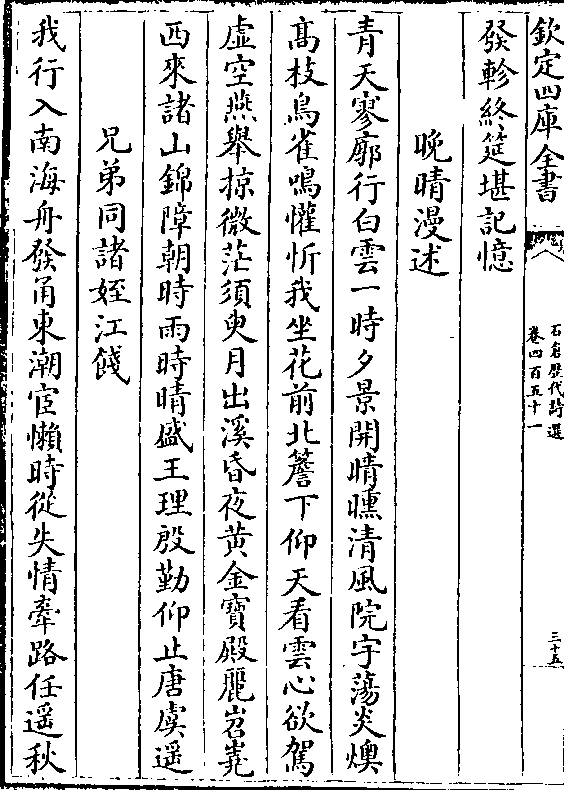 欽定四庫全書
石倉歷代詩選
卷四百五十一
三十五
發軫終筵堪記憶
晚晴漫述
青天寥廓行白雲一時夕景開晴曛清風院宇蕩炎燠
高枝鳥雀鳴懽忻我坐花前北簷下仰天看雲心欲駕
虚空燕舉掠微茫須臾月出溪昏夜黄金寶殿麗岧嶤
西來諸山錦障朝時雨時晴盛王理殷勤仰止唐虞遥
兄弟同諸姪江餞
我行入南海舟發甬東潮宦懶時從失情牽路任遥秋